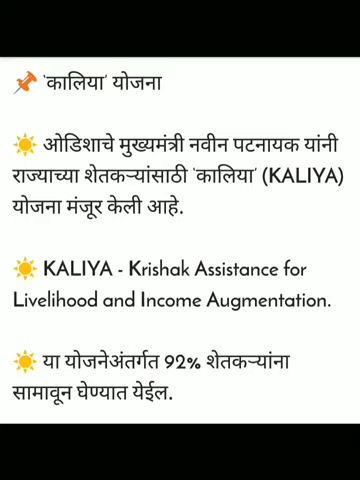 📌 'कालिया' योजना
☀️ ओडिशाचे मुख्यमंत्री नवीन पटनायक यांनी
राज्याच्या शेतकऱ्यांसाठी 'कालिया' (KALIYA)
योजना मंजूर केली आहे.
☀️ KALIYA - Krishak Assistance for
Livelihood and Income Augmentation.
☀️ या योजनेअंतर्गत 92% शेतकऱ्यांना
सामावून घेण्यात येईल.